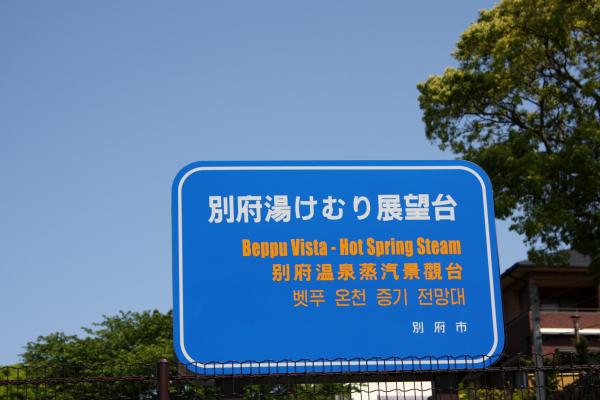 別府湯けむり展望台
Beppu Vista - Hot Spring Steam
別府温泉蒸汽景觀台
벳푸 온천 증기 전망대
別府市